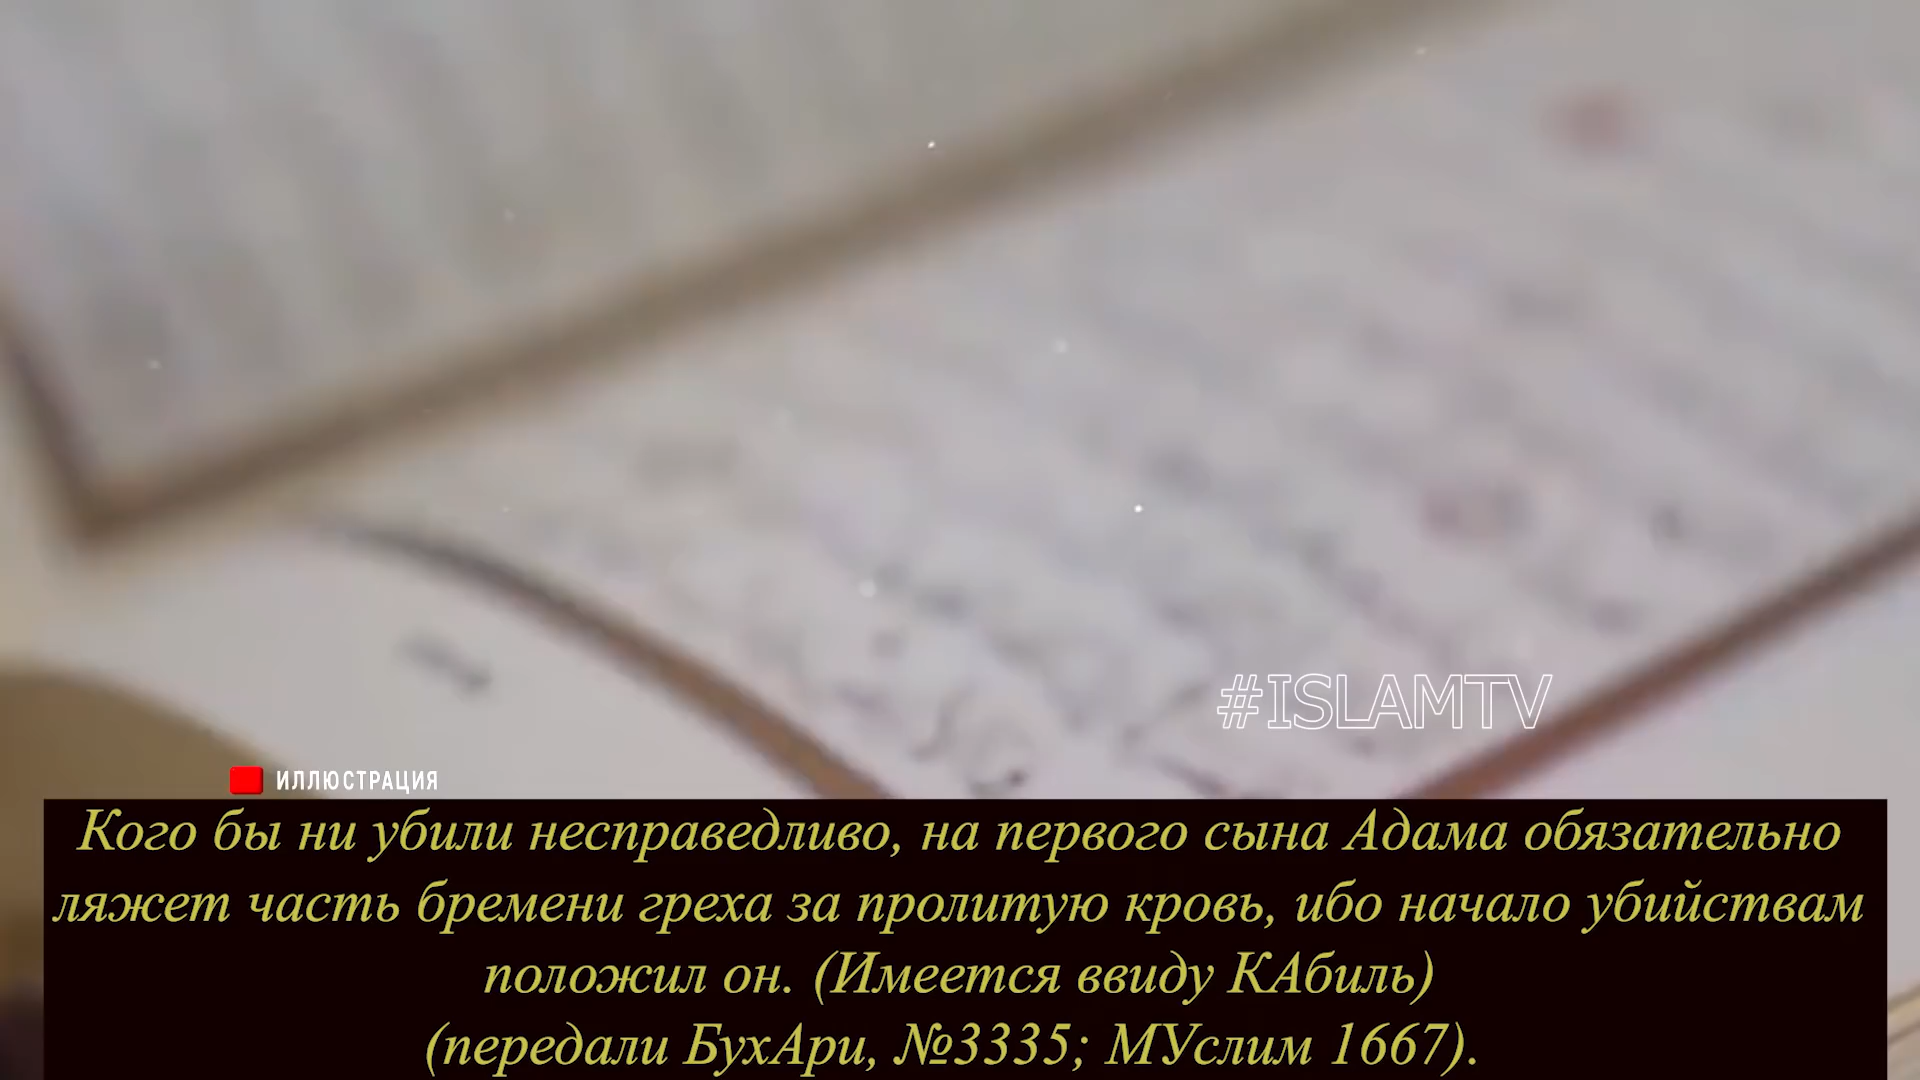 #ISLAMTV
ИЛЛЮСТРАЦИЯ
Кого бы ни убили несправедливо, на первого сына Адама обязательно
ляжет часть бремени греха за пролитую кровь, ибо начало убийствам
положил он. (Имеется ввиду КАбиль)
(передали БухАри, №3335; МУслим 1667).